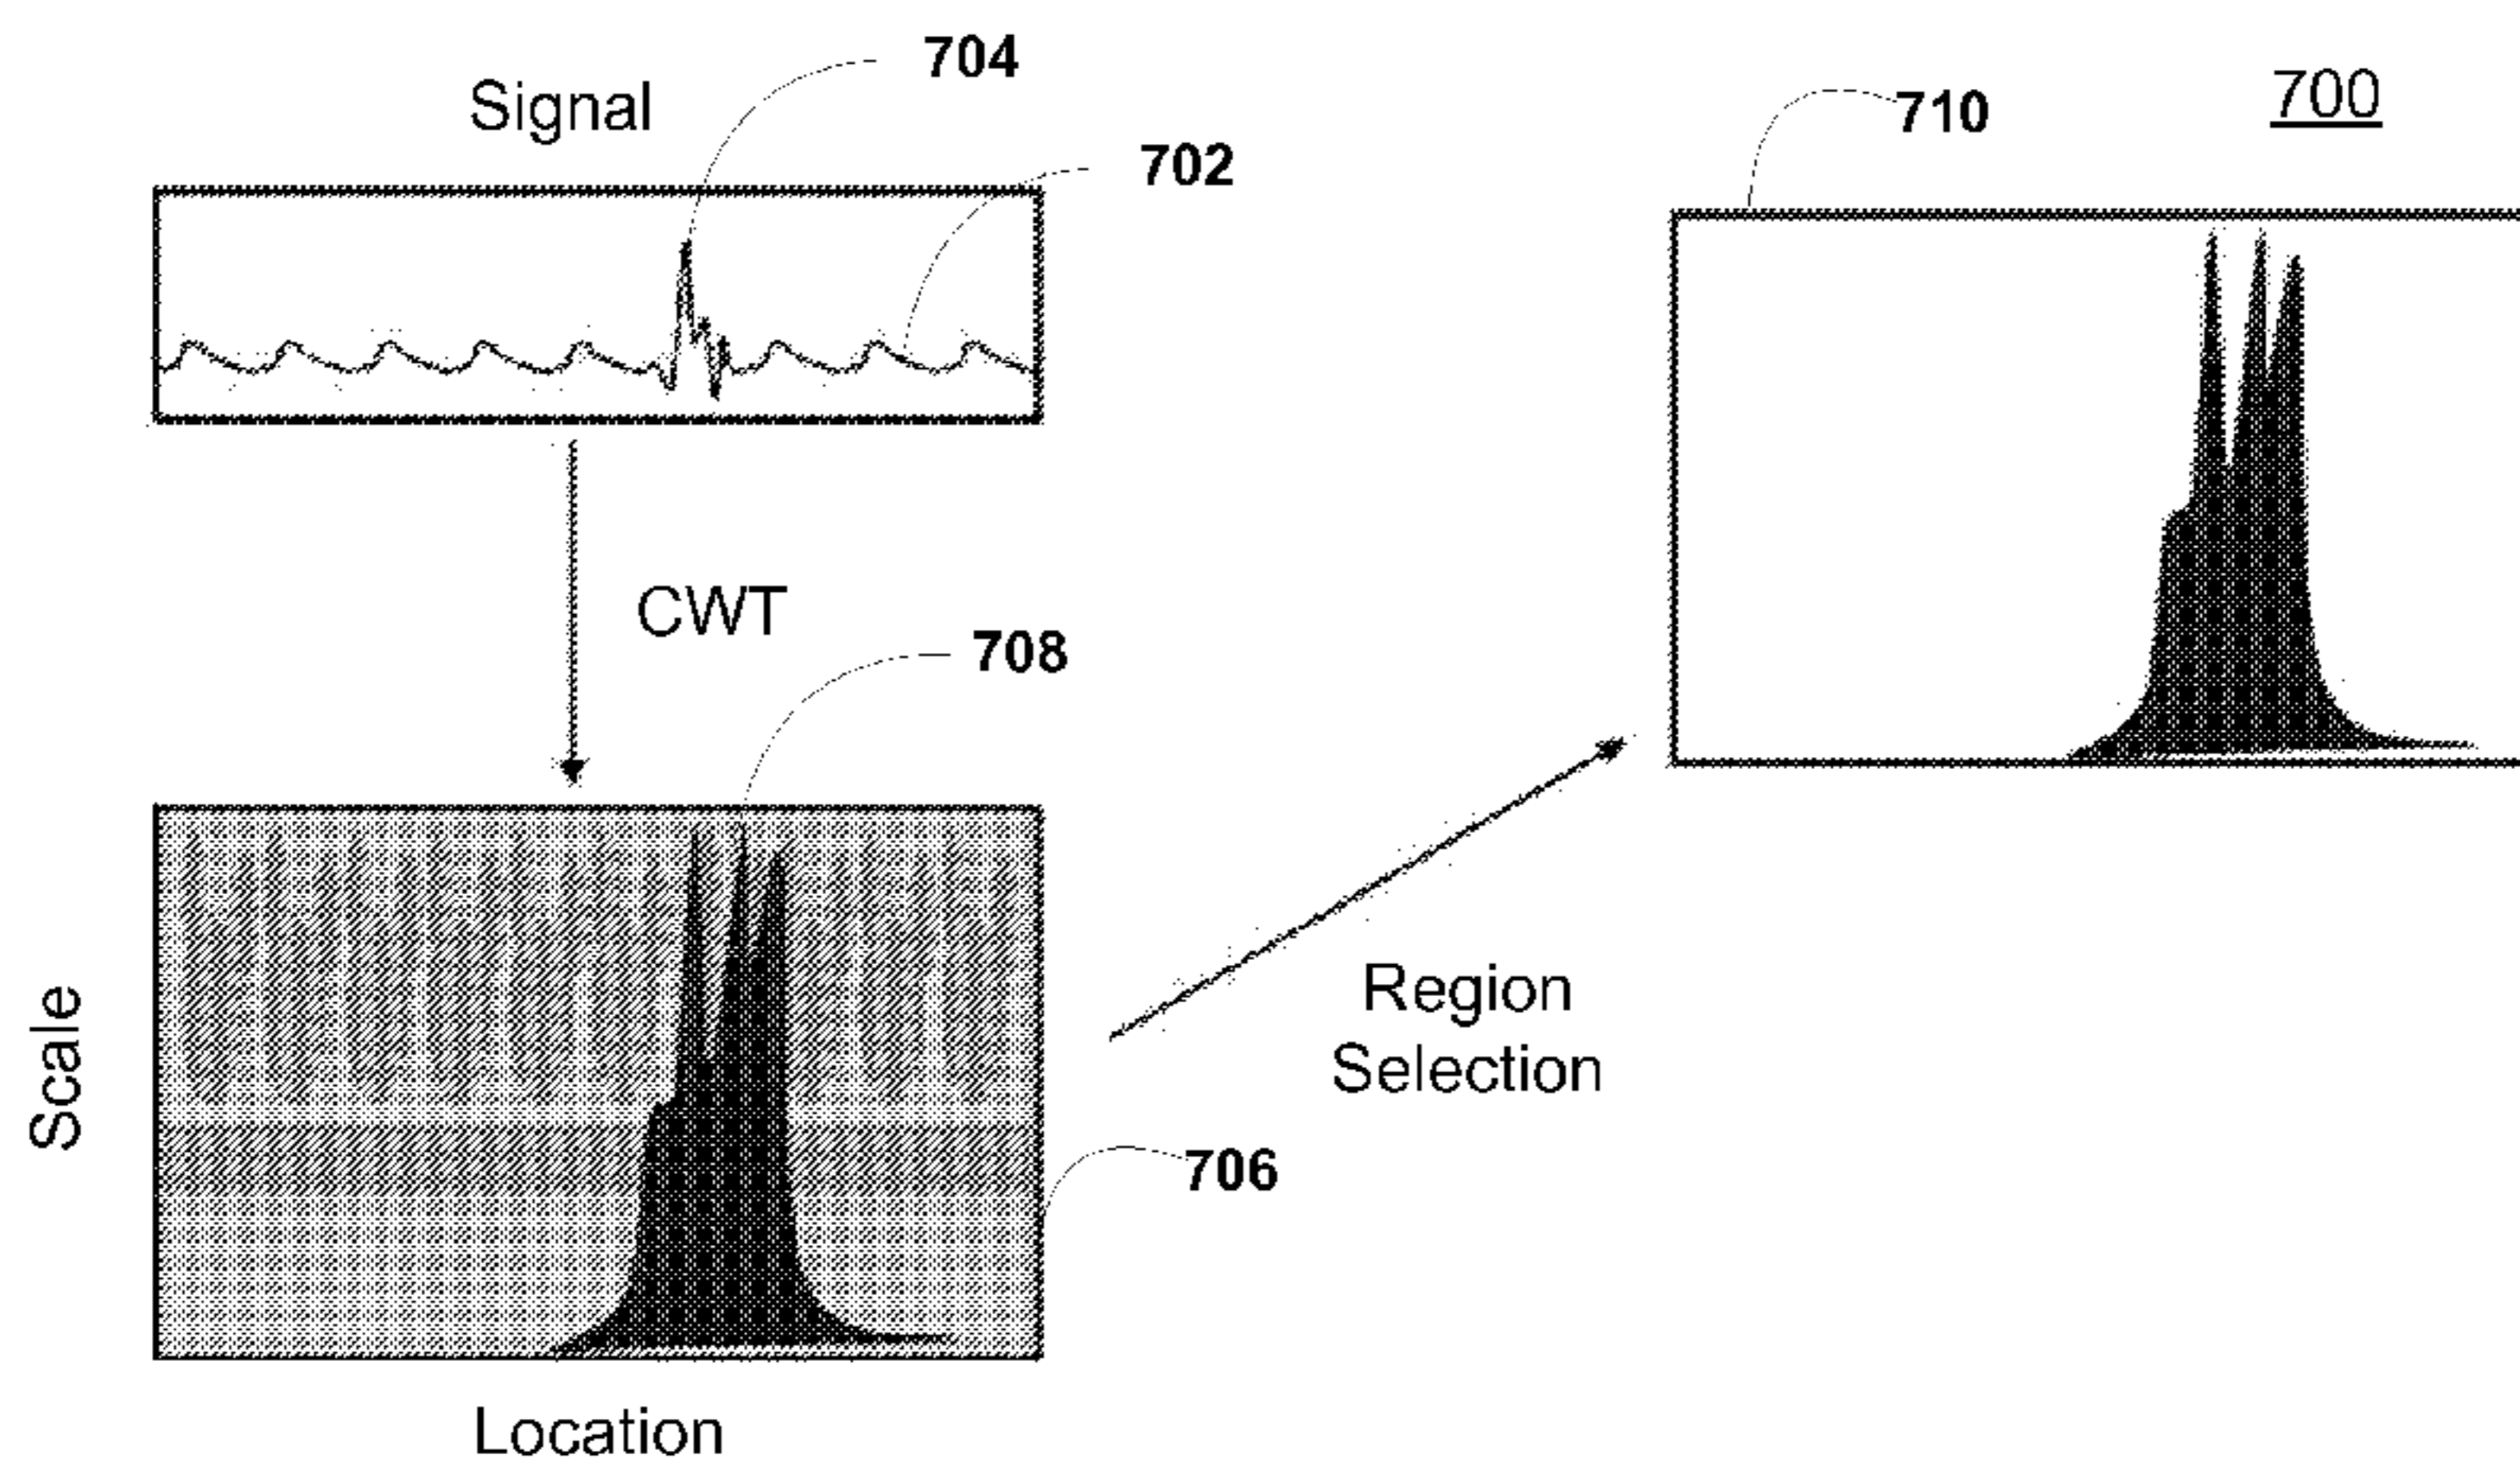 704
Signal
702
710
700
CWT
708
Scale
Region
Selection
706
Location